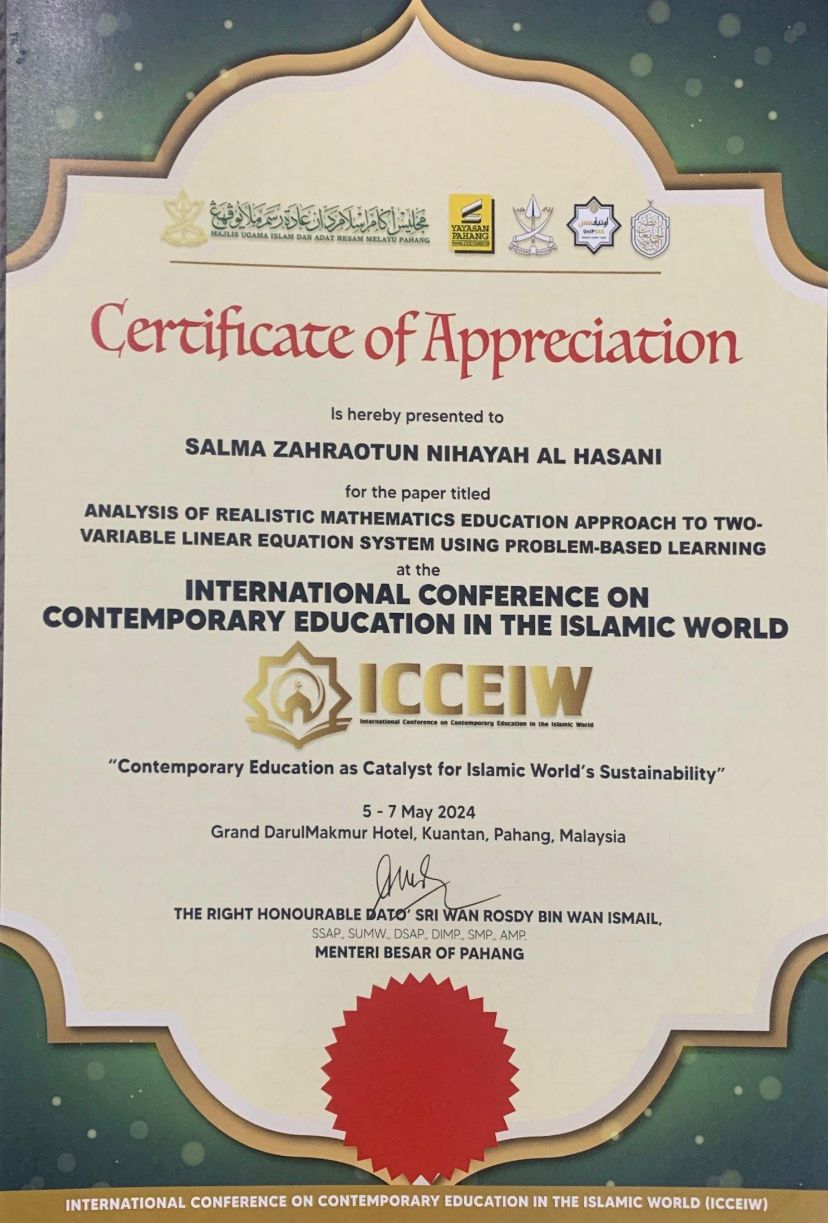 MAJLIS UGAMA ISLAM DAN ADAT RESAM MELAYU PAHANG
YAYASAN
PAHANG
UniPSAS
Certificate of Appreciation
Is hereby presented to
SALMA ZAHRAOTUN NIHAYAH AL HASANI
for the paper titled
ANALYSIS OF REALISTIC MATHEMATICS EDUCATION APPROACH TO TWO-
VARIABLE LINEAR EQUATION SYSTEM USING PROBLEM-BASED LEARNING
at the
INTERNATIONAL CONFERENCE ON
CONTEMPORARY EDUCATION IN THE ISLAMIC WORLD
ICCEIW
International Conference on Contemporary Education in the Islamic World
“Contemporary Education as Catalyst for Islamic World’s Sustainability”
5 - 7 May 2024
Grand DarulMakmur Hotel, Kuantan, Pahang, Malaysia
THE RIGHT HONOURABLE DATO’ SRI WAN ROSDY BIN WAN ISMAIL,
SSAP., SUMW., DSAP., DIMP., SMP., AMP.
MENTERI BESAR OF PAHANG
INTERNATIONAL CONFERENCE ON CONTEMPORARY EDUCATION IN THE ISLAMIC WORLD (ICCEIW)